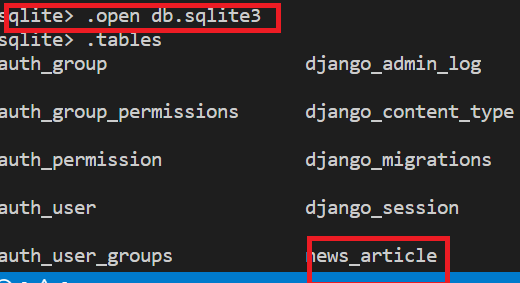 sqlite> .open db.sqlite3
sqlite> .tables
auth_group django_admin_log
auth_group_permissions django_content_type
auth_permission django_migrations
auth_user django_session
auth_user_groups news_article